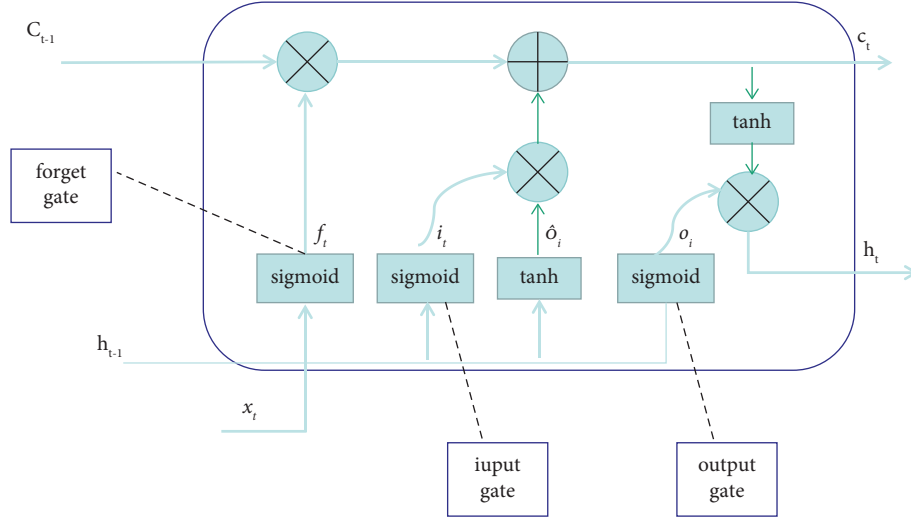 C_{t-1}
c_t
tanh
forget
gate
f_t
i_t
ô_i
o_i
h_t
sigmoid
sigmoid
tanh
sigmoid
h_{t-1}
x_t
iuput
gate
output
gate